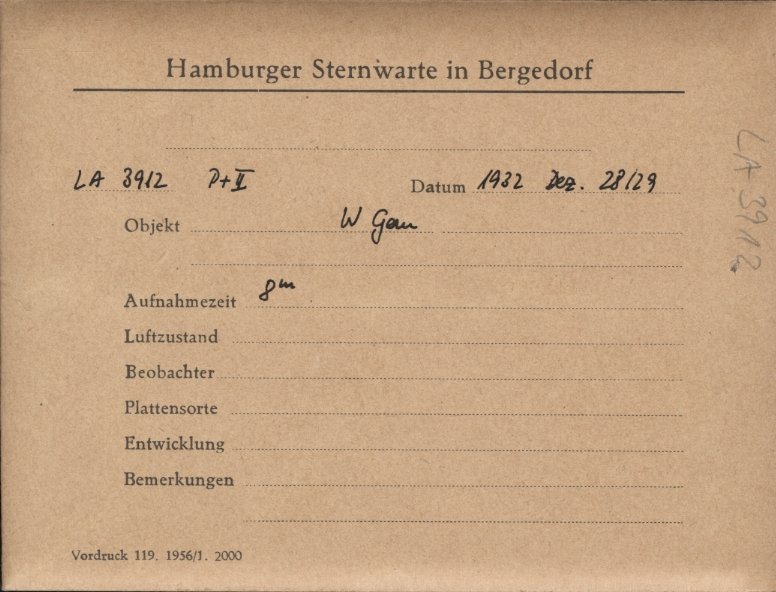 Hamburger Sternwarte in Bergedorf
LA 3912 P+II Datum 1932 Dez. 28/29
Objekt W Gem
Aufnahmezeit 8m
Luftzustand
Beobachter
Plattensorte
Entwicklung
Bemerkungen
Vordruck 119. 1956/1. 2000
LA 3912